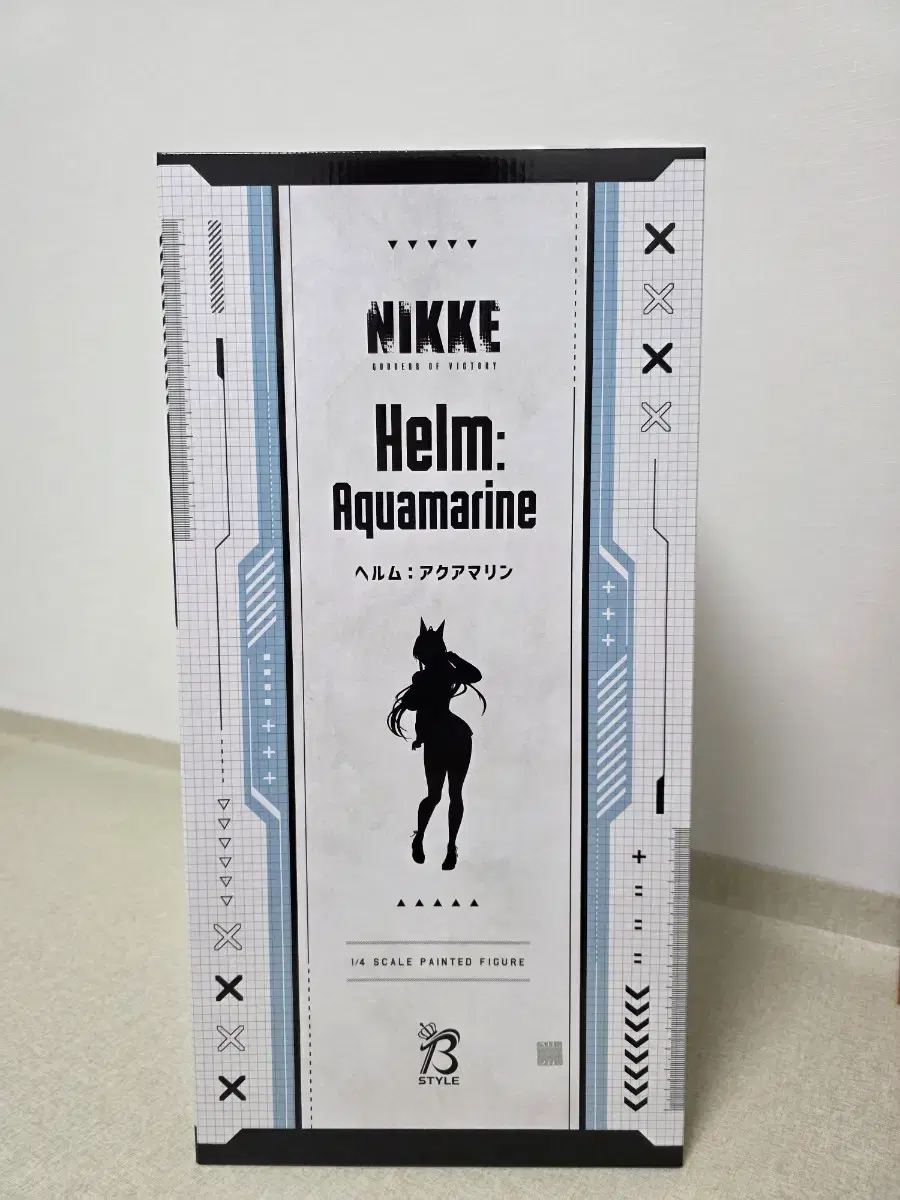 NIKKE
GODDESS OF VICTORY
Helm:
Aquamarine
ヘルム：アクアマリン
1/4 SCALE PAINTED FIGURE
B
STYLE